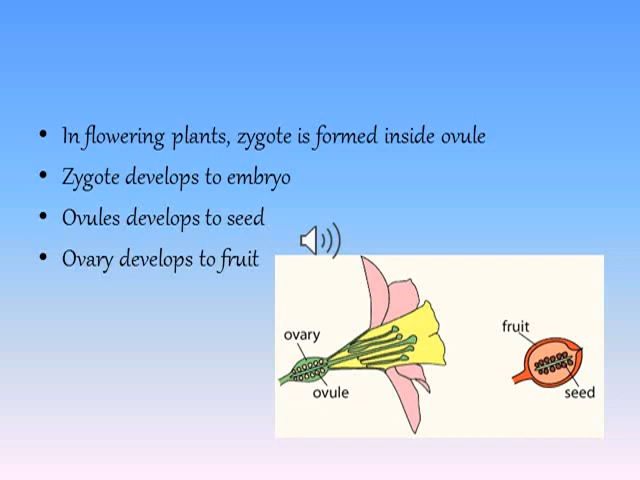 • In flowering plants, zygote is formed inside ovule
• Zygote develops to embryo
• Ovules develops to seed
• Ovary develops to fruit
ovary
ovule
fruit
seed